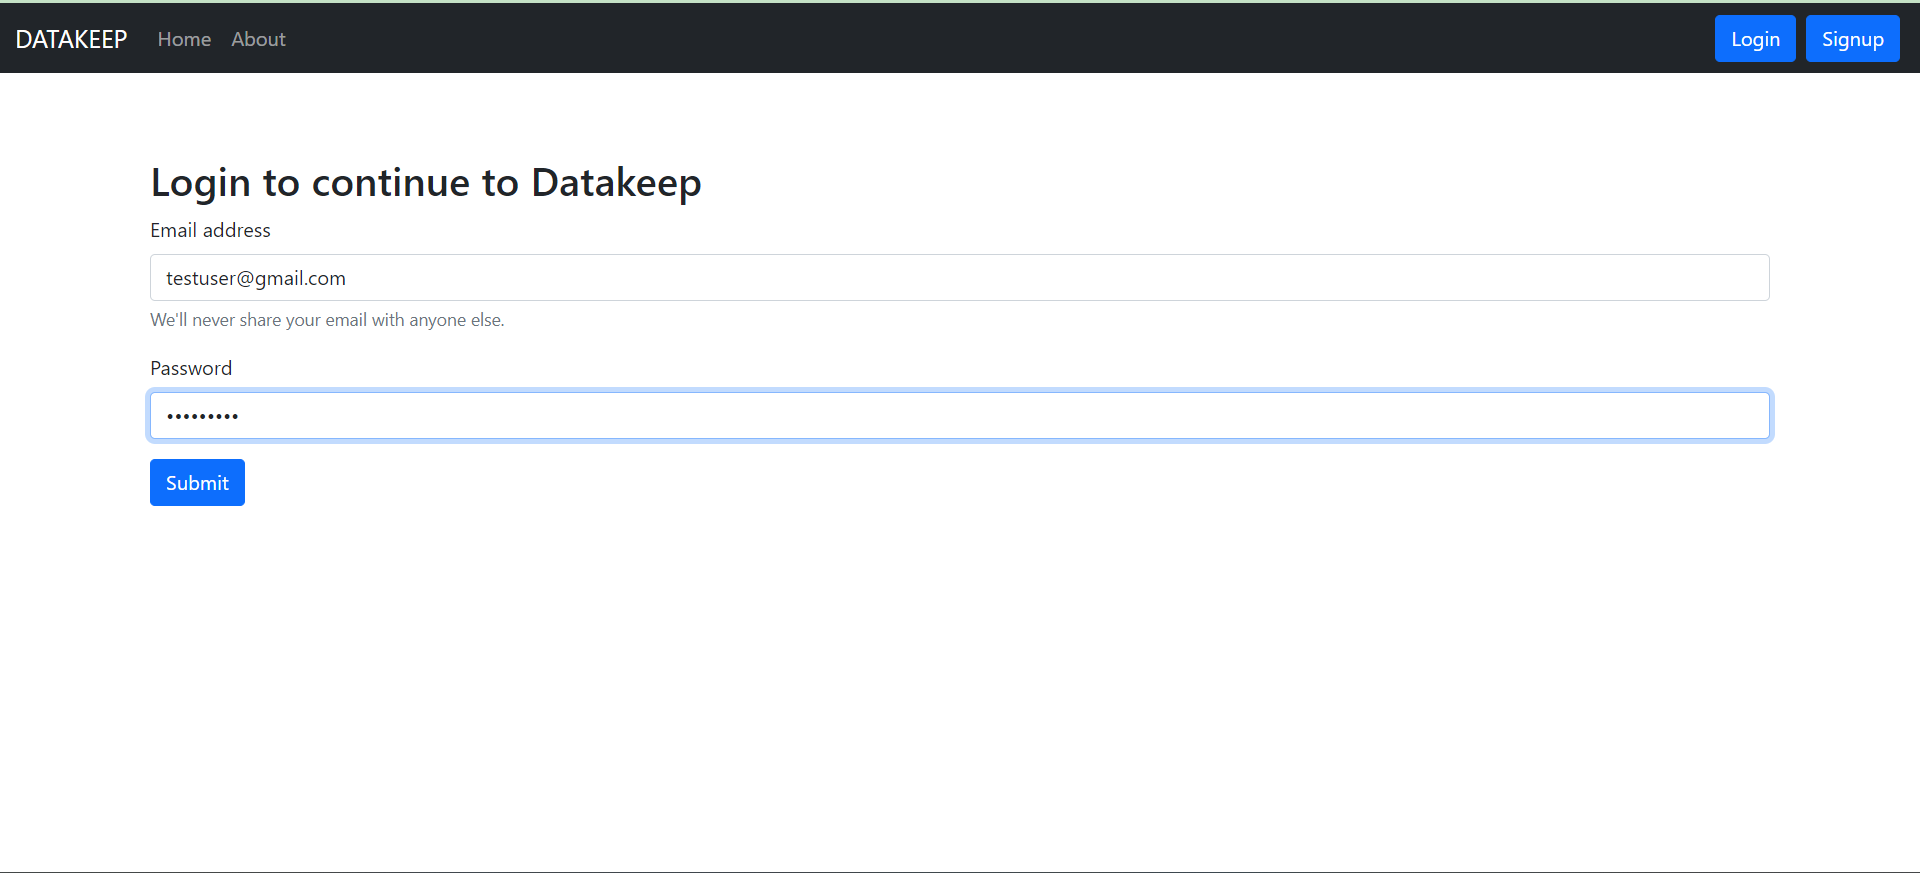 DATAKEEP Home About Login Signup
Login to continue to Datakeep
Email address
testuser@gmail.com
We'll never share your email with anyone else.
Password
•••••••••
Submit